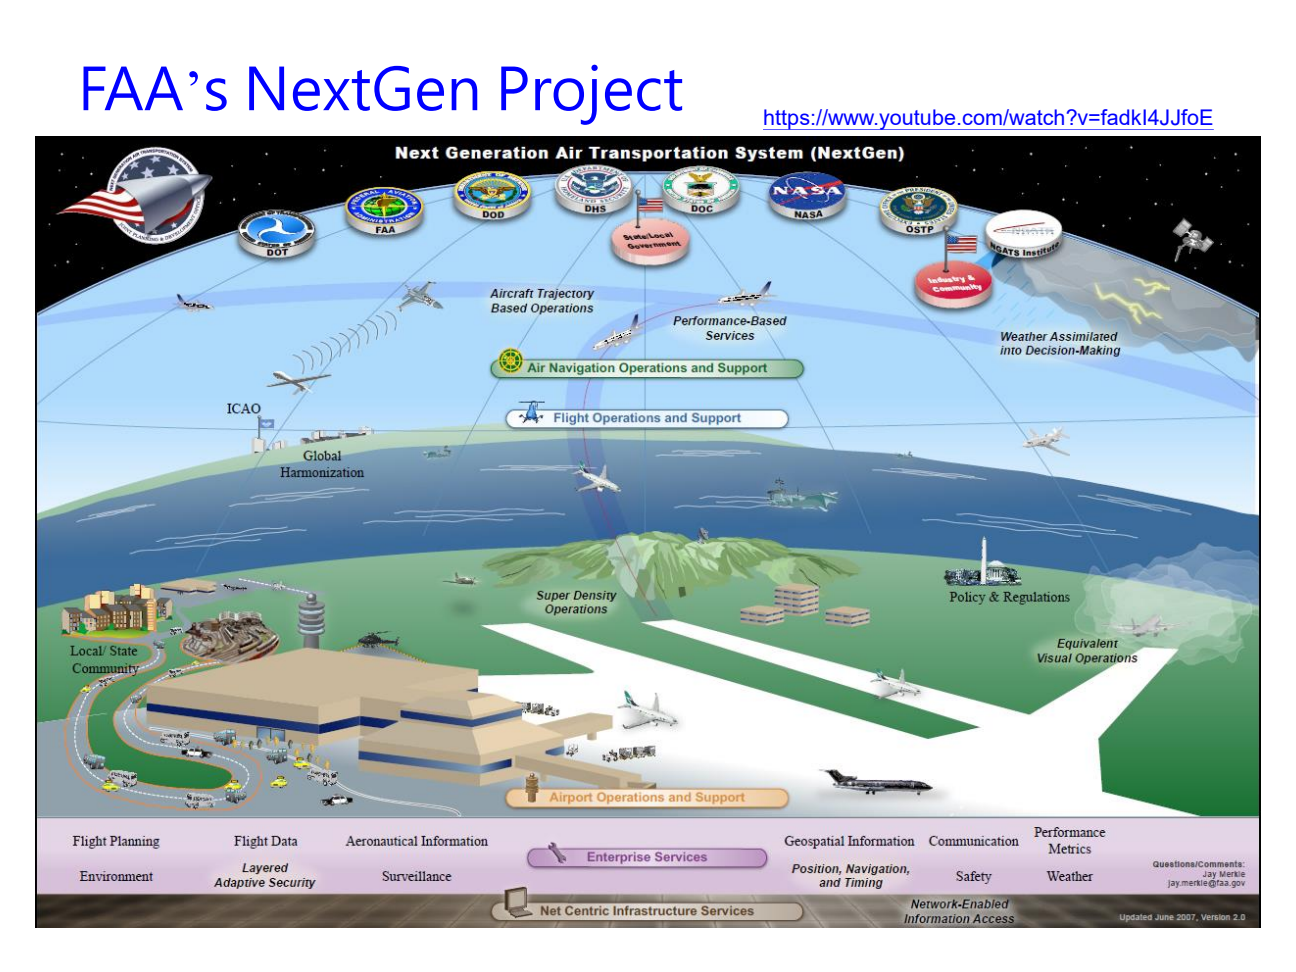 FAA’s NextGen Project
https://www.youtube.com/watch?v=fadkI4JJfoE
Next Generation Air Transportation System (NextGen)
DOT
FAA
DOD
DHS
DOC
NASA
NASA
OSTP
NGATS Institute
State/Local
Government
Industry &
Community
Aircraft Trajectory
Based Operations
Performance-Based
Services
Weather Assimilated
into Decision-Making
Air Navigation Operations and Support
Flight Operations and Support
ICAO
Global
Harmonization
Super Density
Operations
Policy & Regulations
Equivalent
Visual Operations
Local/ State
Community
Airport Operations and Support
Flight Planning
Flight Data
Aeronautical Information
Enterprise Services
Geospatial Information
Communication
Performance
Metrics
Environment
Layered
Adaptive Security
Surveillance
Position, Navigation,
and Timing
Safety
Weather
Questions/Comments:
Jay Merkle
jay.merkle@faa.gov
Net Centric Infrastructure Services
Network-Enabled
Information Access
Updated June 2007, Version 2.0